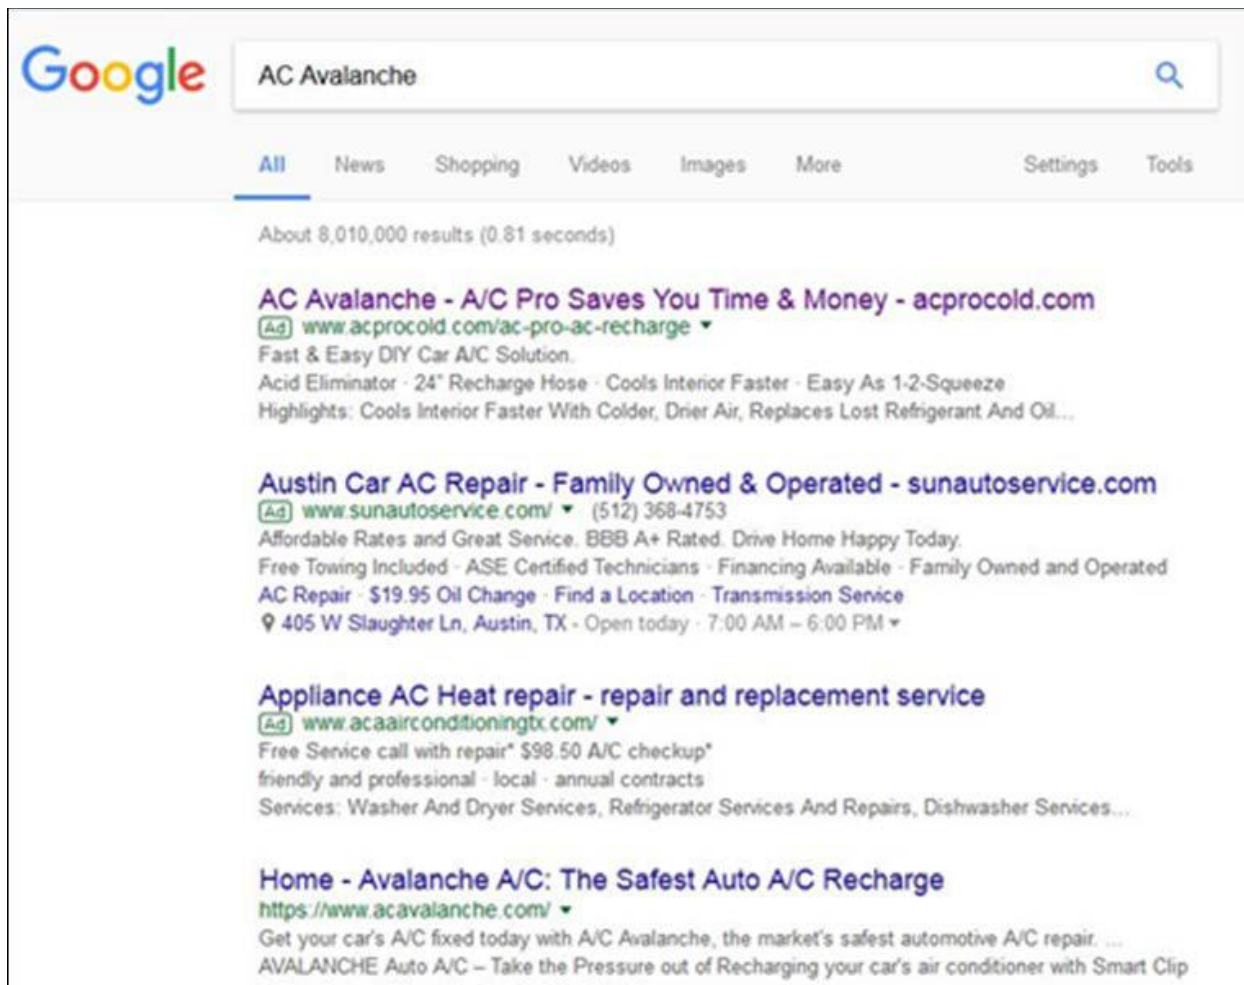 Google
AC Avalanche
All News Shopping Videos Images More Settings Tools
About 8,010,000 results (0.81 seconds)
AC Avalanche - A/C Pro Saves You Time & Money - acprocold.com
Ad www.acprocold.com/ac-pro-ac-recharge
Fast & Easy DIY Car A/C Solution.
Acid Eliminator · 24" Recharge Hose · Cools Interior Faster · Easy As 1-2-Squeeze
Highlights: Cools Interior Faster With Colder, Drier Air, Replaces Lost Refrigerant And Oil...
Austin Car AC Repair - Family Owned & Operated - sunautoservice.com
Ad www.sunautoservice.com/ (512) 368-4753
Affordable Rates and Great Service. BBB A+ Rated. Drive Home Happy Today.
Free Towing Included · ASE Certified Technicians · Financing Available · Family Owned and Operated
AC Repair · $19.95 Oil Change · Find a Location · Transmission Service
405 W Slaughter Ln, Austin, TX - Open today · 7:00 AM – 6:00 PM
Appliance AC Heat repair - repair and replacement service
Ad www.acaairconditioningtx.com/
Free Service call with repair* $98.50 A/C checkup*
friendly and professional · local · annual contracts
Services: Washer And Dryer Services, Refrigerator Services And Repairs, Dishwasher Services...
Home - Avalanche A/C: The Safest Auto A/C Recharge
https://www.acavalanche.com/
Get your car's A/C fixed today with A/C Avalanche, the market's safest automotive A/C repair. ...
AVALANCHE Auto A/C – Take the Pressure out of Recharging your car's air conditioner with Smart Clip